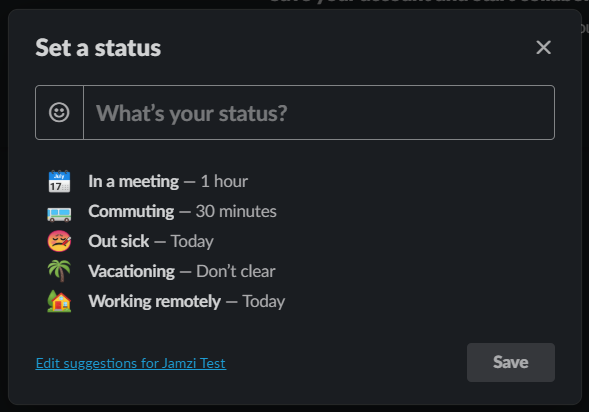 Set a status
What's your status?
July
17
In a meeting — 1 hour
Commuting — 30 minutes
Out sick — Today
Vacationing — Don't clear
Working remotely — Today
Edit suggestions for Jamzi Test
Save